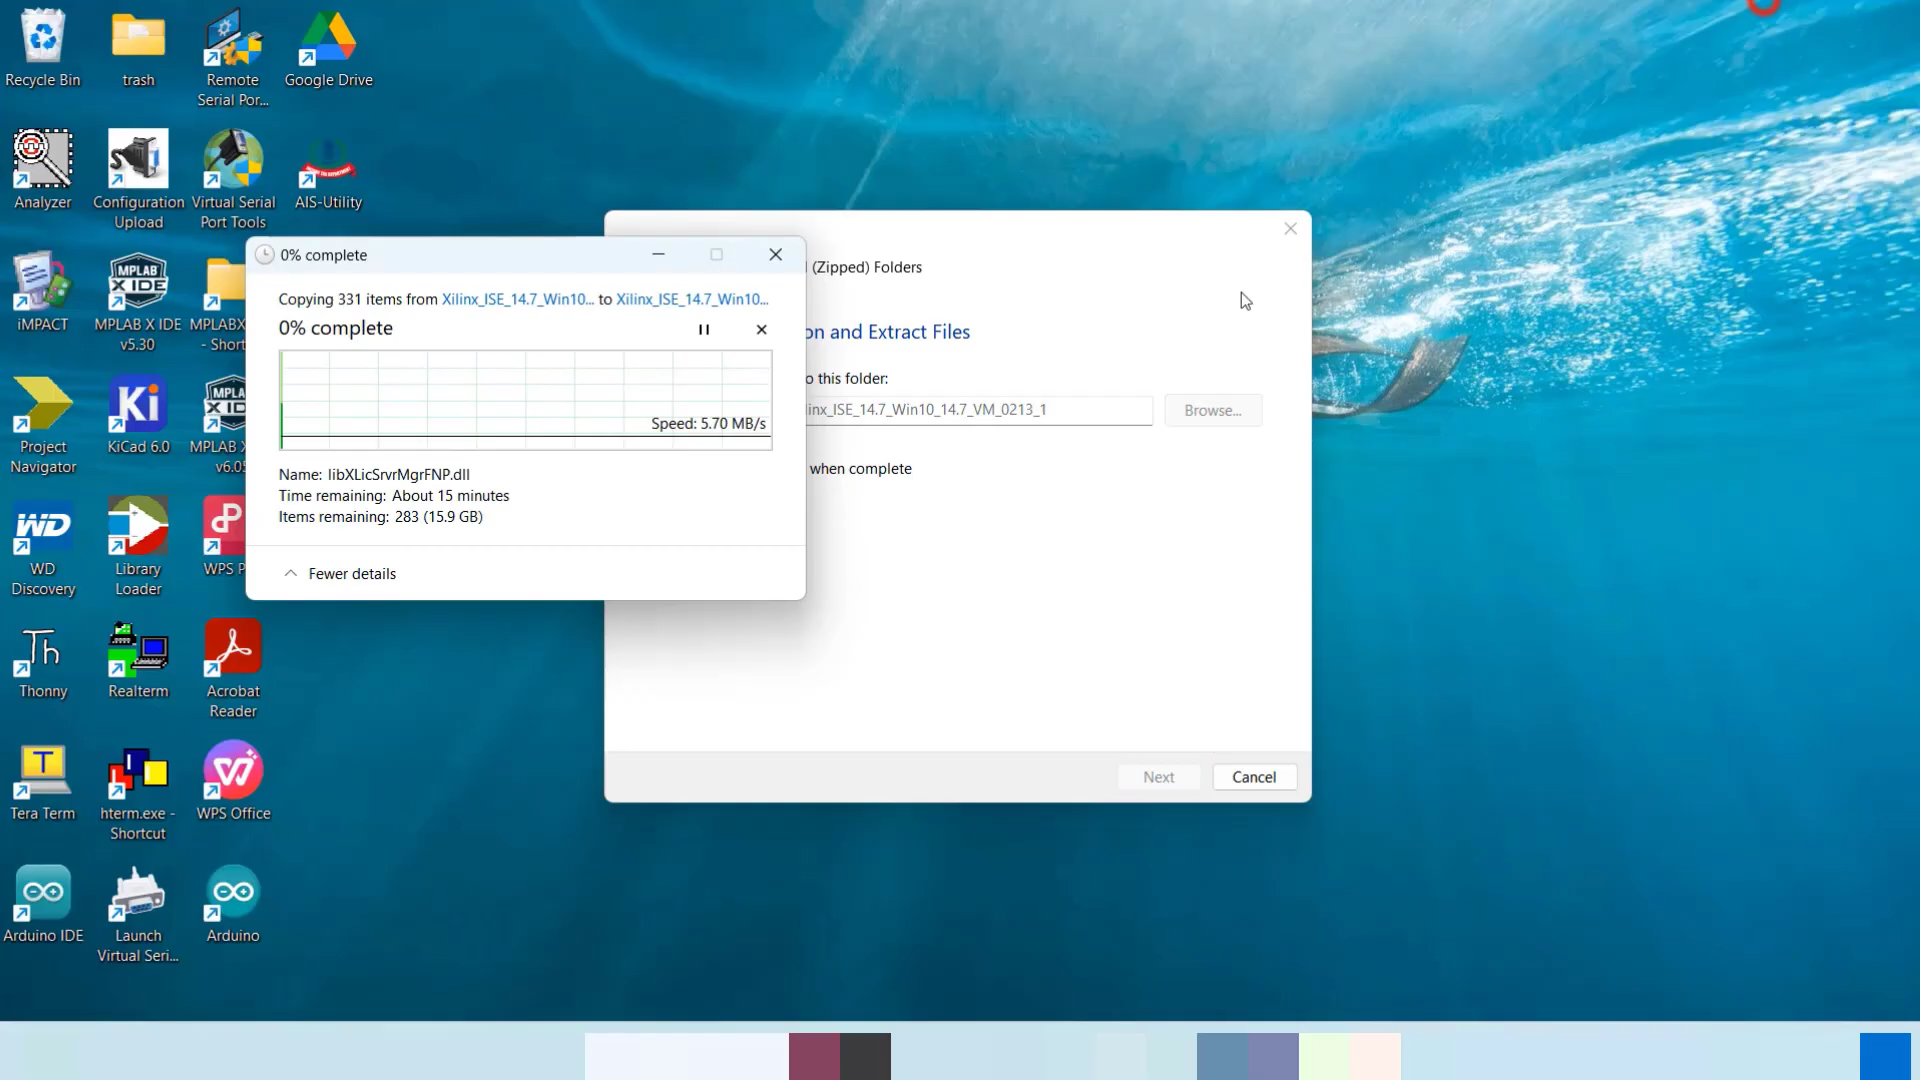 Recycle Bin
trash
Remote
Serial Por...
Google Drive
Analyzer
Configuration
Upload
Virtual Serial
Port Tools
AIS-Utility
iMPACT
MPLAB X IDE
v5.30
MPLABX
- Short
Project
Navigator
KiCad 6.0
MPLAB X
v6.05
WD
Discovery
Library
Loader
WPS P
Thonny
Realterm
Acrobat
Reader
Tera Term
hterm.exe -
Shortcut
WPS Office
Arduino IDE
Launch
Virtual Seri...
Arduino
0% complete
Copying 331 items from Xilinx_ISE_14.7_Win10... to Xilinx_ISE_14.7_Win10...
0% complete
Speed: 5.70 MB/s
Name: libXLicSrvrMgrFNP.dll
Time remaining: About 15 minutes
Items remaining: 283 (15.9 GB)
Fewer details
(Zipped) Folders
on and Extract Files
o this folder:
inx_ISE_14.7_Win10_14.7_VM_0213_1
Browse...
when complete
Next
Cancel